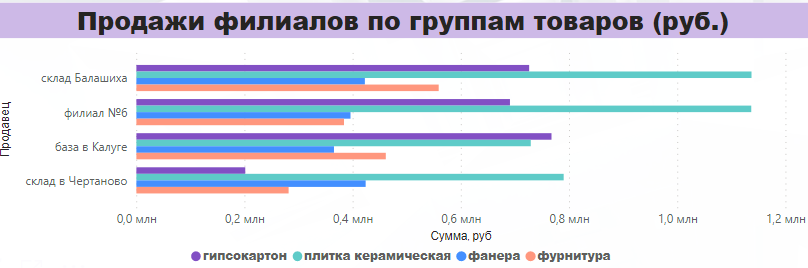 Продажи филиалов по группам товаров (руб.)
Продавец
склад Балашиха
филиал №6
база в Калуге
склад в Чертаново
0,0 млн 0,2 млн 0,4 млн 0,6 млн 0,8 млн 1,0 млн 1,2 млн
Сумма, руб
гипсокартон плитка керамическая фанера фурнитура